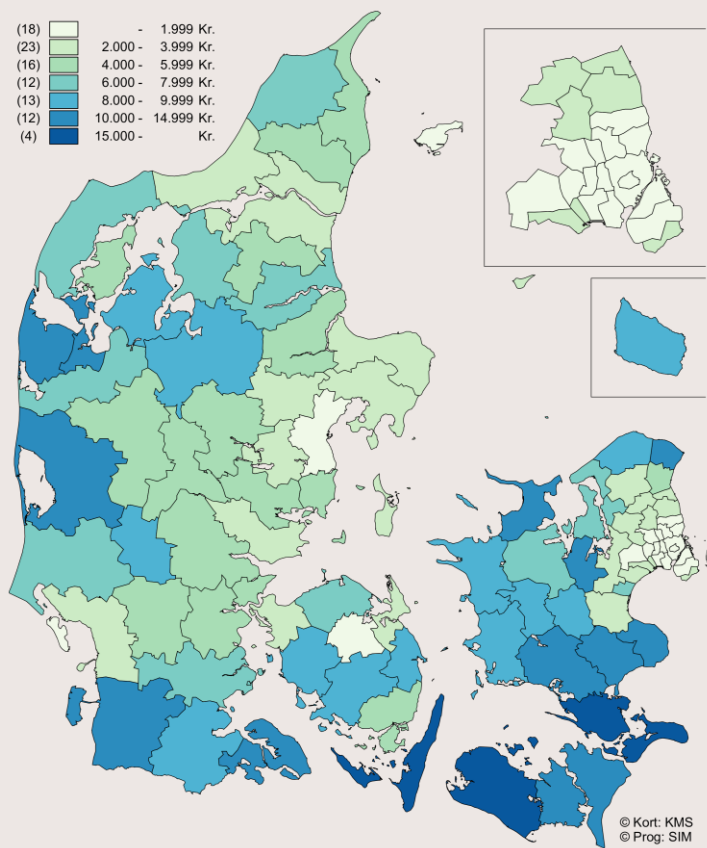 (18) - 1.999 Kr.
(23) 2.000 - 3.999 Kr.
(16) 4.000 - 5.999 Kr.
(12) 6.000 - 7.999 Kr.
(13) 8.000 - 9.999 Kr.
(12) 10.000 - 14.999 Kr.
(4) 15.000 - Kr.
© Kort: KMS
© Prog: SIM